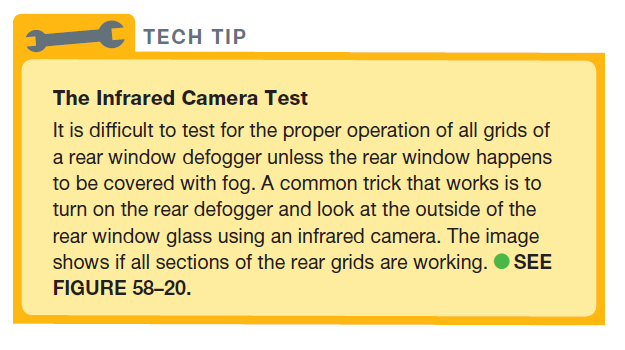 TECH TIP
The Infrared Camera Test
It is difficult to test for the proper operation of all grids of
a rear window defogger unless the rear window happens
to be covered with fog. A common trick that works is to
turn on the rear defogger and look at the outside of the
rear window glass using an infrared camera. The image
shows if all sections of the rear grids are working. ● SEE
FIGURE 58–20.